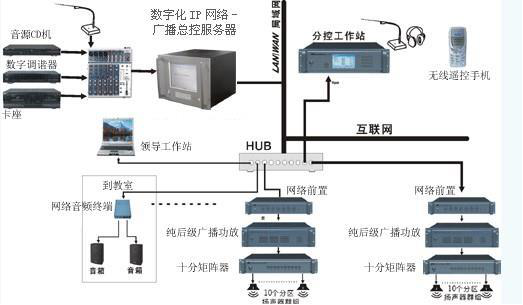 音源CD机
数字调谐器
卡座
数字化 IP 网络-
广播总控服务器
LAN/WAN 局域网
分控工作站
无线遥控手机
互联网
领导工作站
HUB
到教室
网络音频终端
音箱
音箱
网络前置
纯后级广播功放
十分矩阵器
10个分区
扬声器群组
网络前置
纯后级广播功放
十分矩阵器
10个分区
扬声器群组